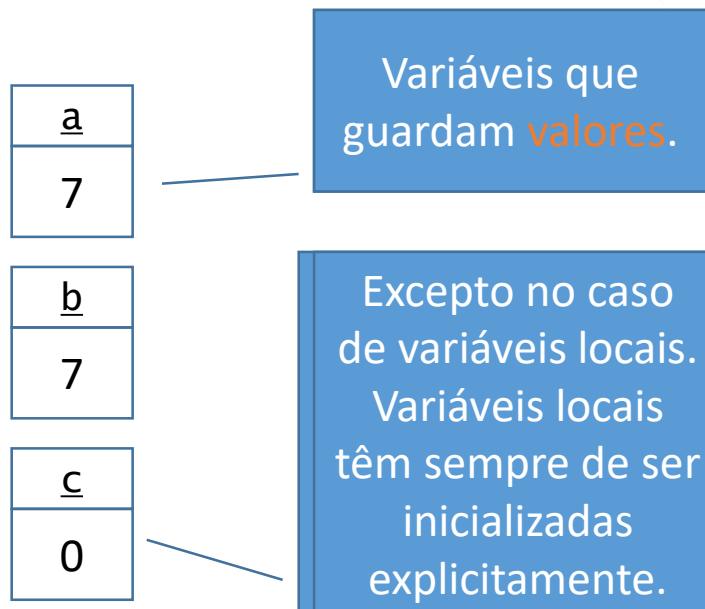 a
7
Variáveis que
guardam valores.
b
7
c
0
Excepto no caso
de variáveis locais.
Variáveis locais
têm sempre de ser
inicializadas
explicitamente.